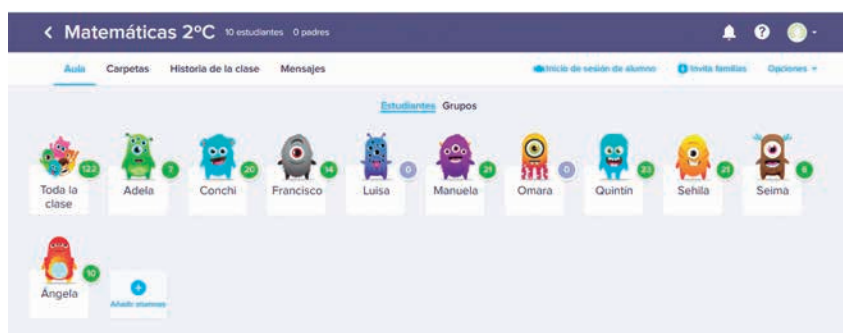 Matemáticas 2ºC 10 estudiantes 0 padres
Aula Carpetas Historia de la clase Mensajes Inicio de sesión de alumno Invita familias Opciones
Estudiantes Grupos
122 7 20 14 0 21 0 23 21 6
Toda la clase Adela Conchi Francisco Luisa Manuela Omara Quintín Sehila Seima
10
Ángela Añadir alumnos